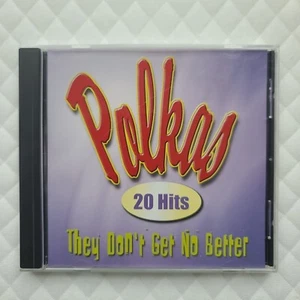 Polkas
20 Hits
They Don't Get No Better